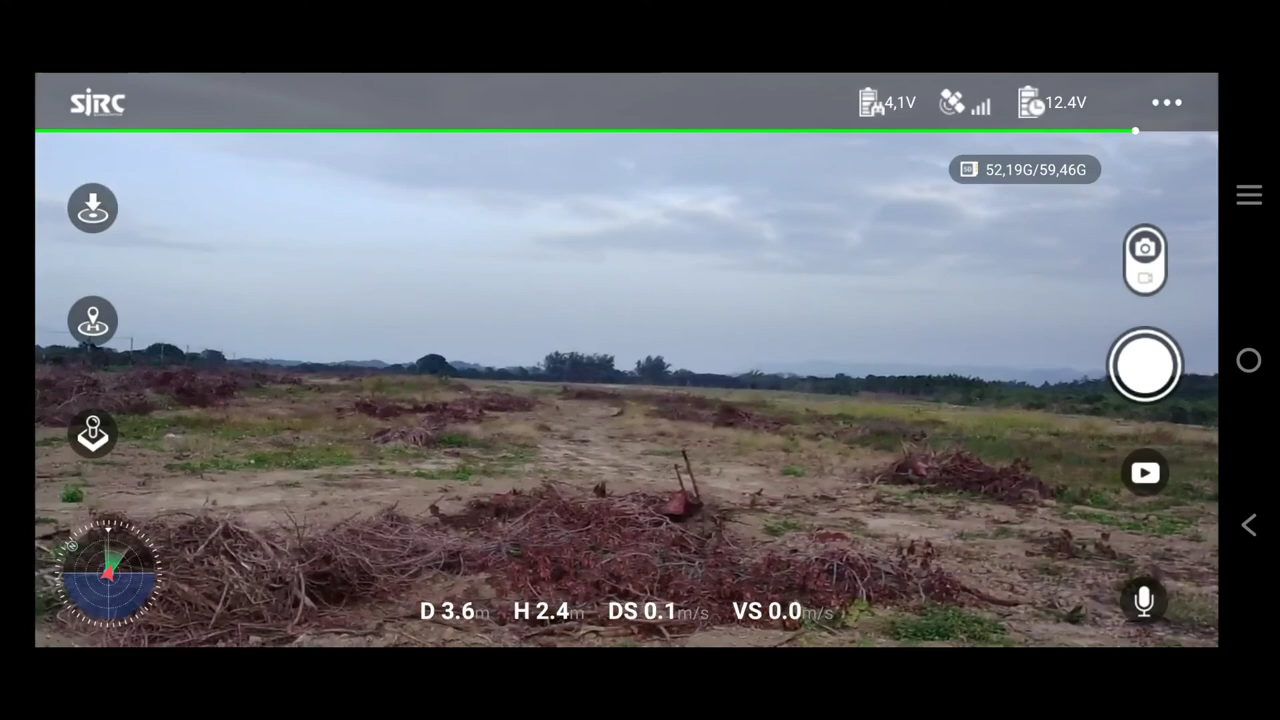 SJRC
4,1V
12.4V
52,19G/59,46G
D 3.6m H 2.4m DS 0.1m/s VS 0.0m/s